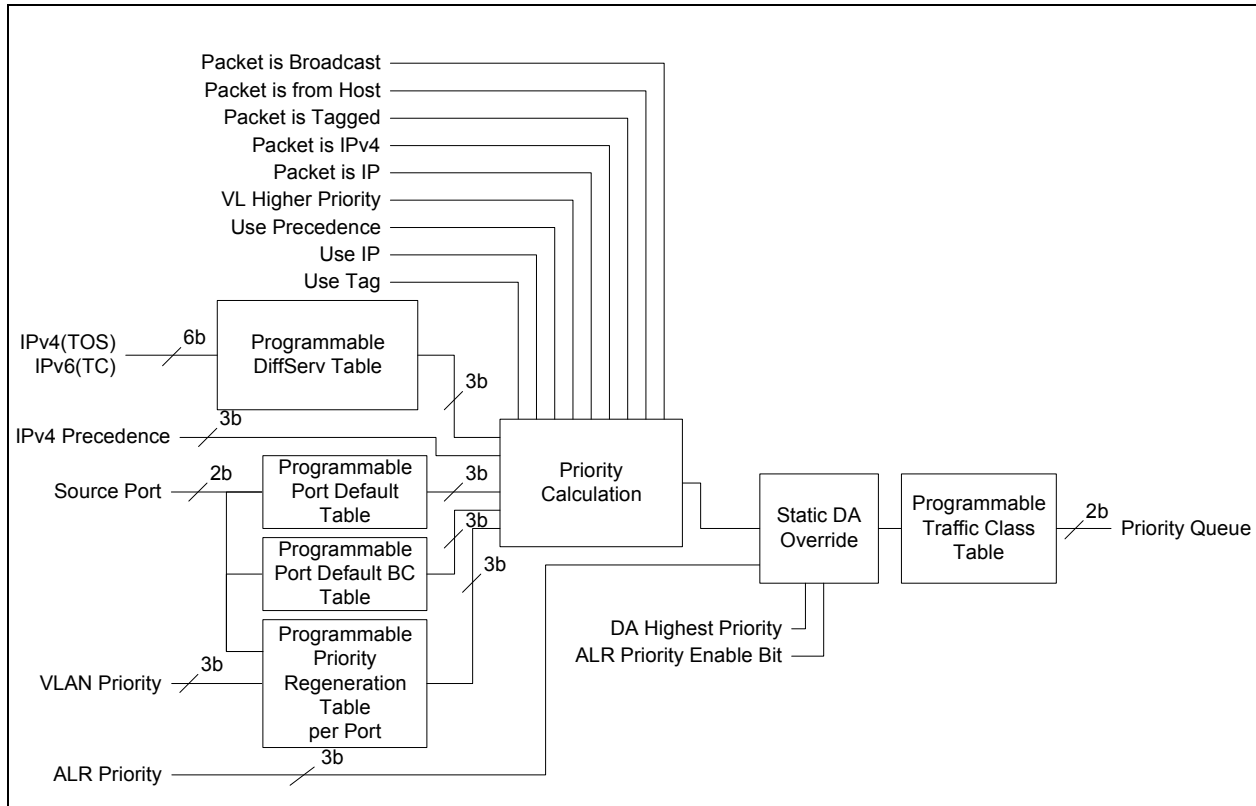 Packet is Broadcast
Packet is from Host
Packet is Tagged
Packet is IPv4
Packet is IP
VL Higher Priority
Use Precedence
Use IP
Use Tag
IPv4(TOS)
IPv6(TC)
6b
Programmable
DiffServ Table
3b
IPv4 Precedence
3b
Source Port
2b
Programmable
Port Default
Table
3b
Programmable
Port Default BC
Table
3b
VLAN Priority
3b
Programmable
Priority
Regeneration
Table
per Port
3b
ALR Priority
3b
Priority
Calculation
Static DA
Override
DA Highest Priority
ALR Priority Enable Bit
Programmable
Traffic Class
Table
2b
Priority Queue